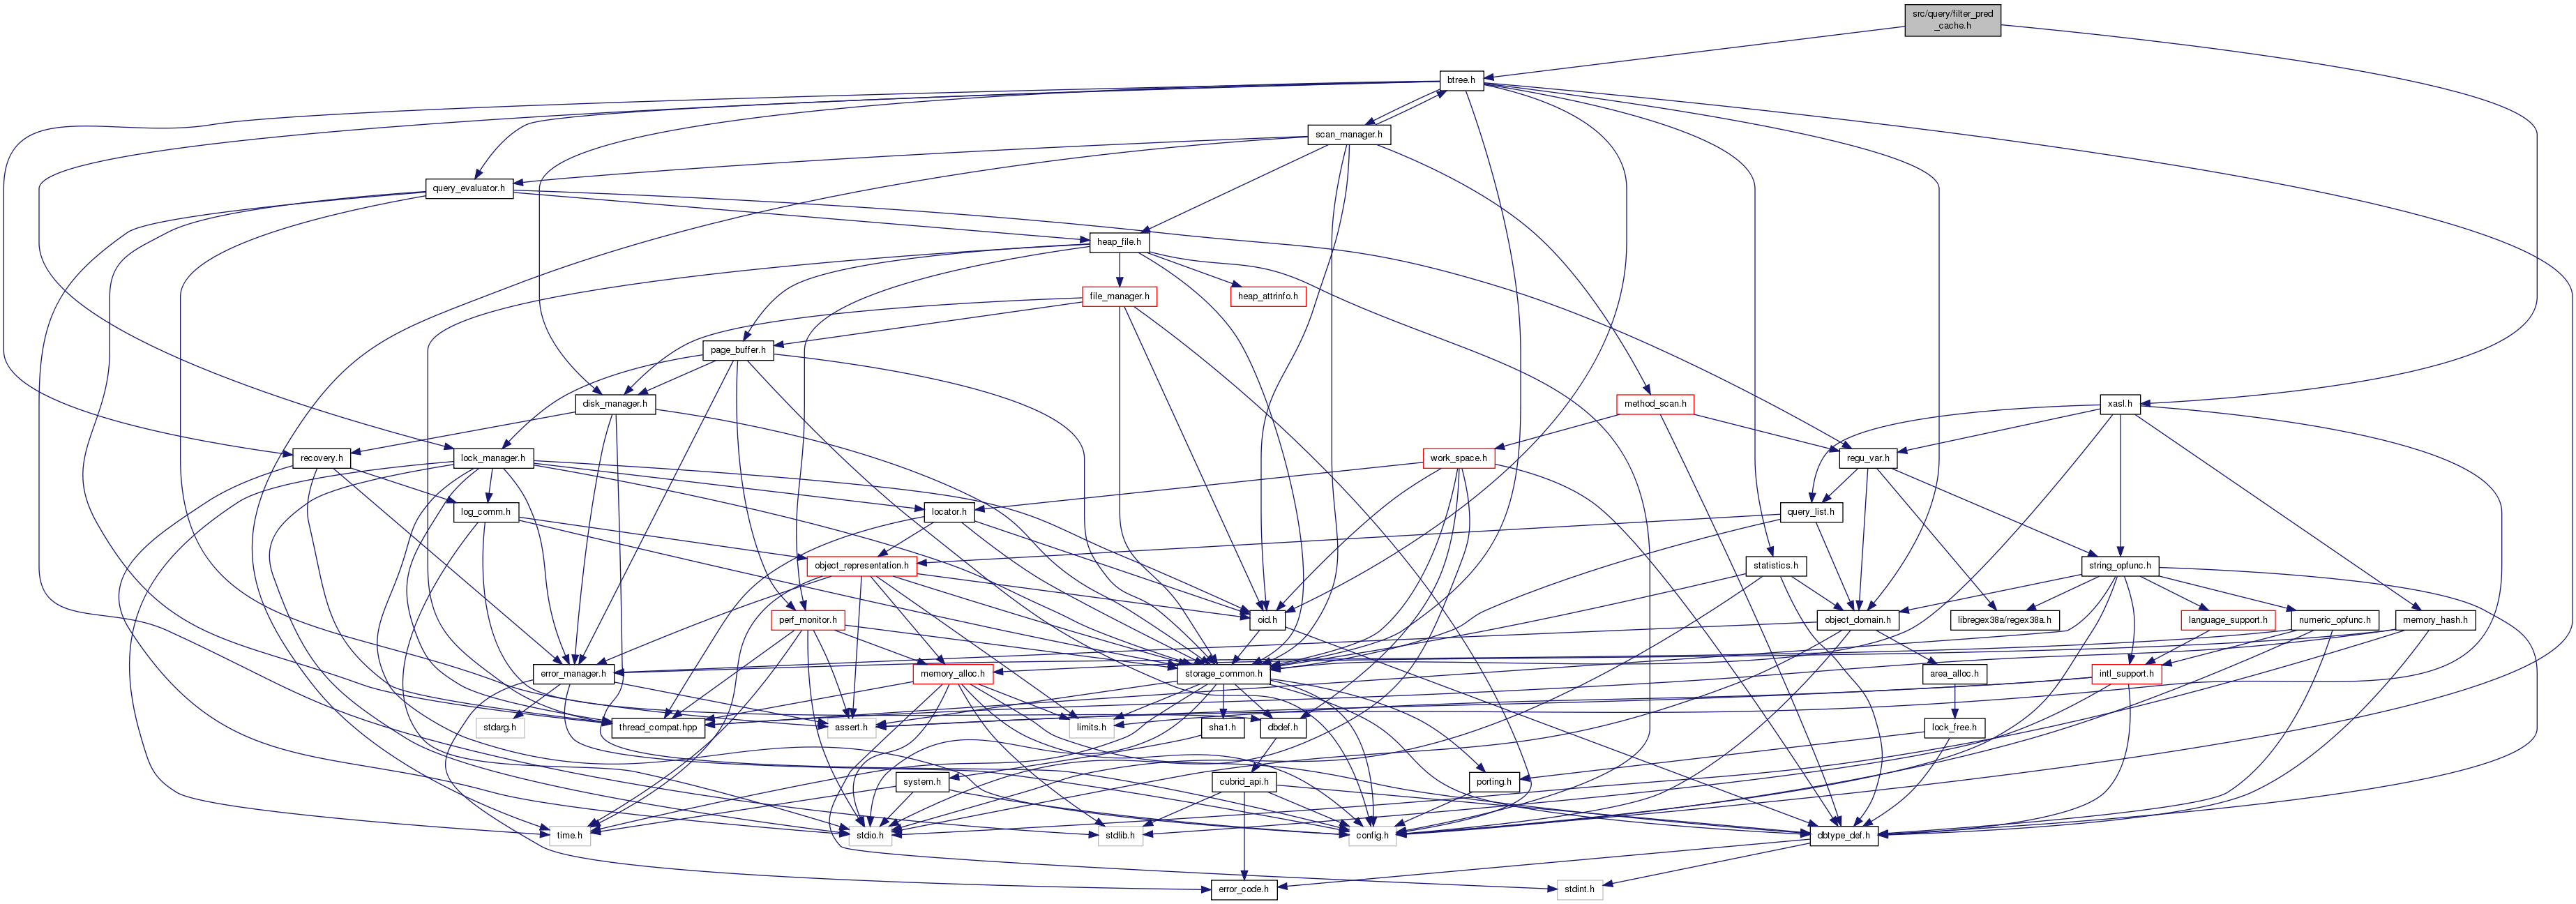 src/query/filter_pred
_cache.h
btree.h
scan_manager.h
query_evaluator.h
heap_file.h
file_manager.h
heap_attrinfo.h
page_buffer.h
disk_manager.h
method_scan.h
xasl.h
recovery.h
lock_manager.h
work_space.h
regu_var.h
log_comm.h
locator.h
query_list.h
object_representation.h
statistics.h
string_opfunc.h
perf_monitor.h
oid.h
object_domain.h
libregex38a/regex38a.h
language_support.h
numeric_opfunc.h
memory_hash.h
error_manager.h
memory_alloc.h
storage_common.h
area_alloc.h
intl_support.h
stdarg.h
thread_compat.hpp
assert.h
limits.h
sha1.h
dbdef.h
lock_free.h
system.h
cubrid_api.h
porting.h
time.h
stdio.h
stdlib.h
config.h
dbtype_def.h
error_code.h
stdint.h